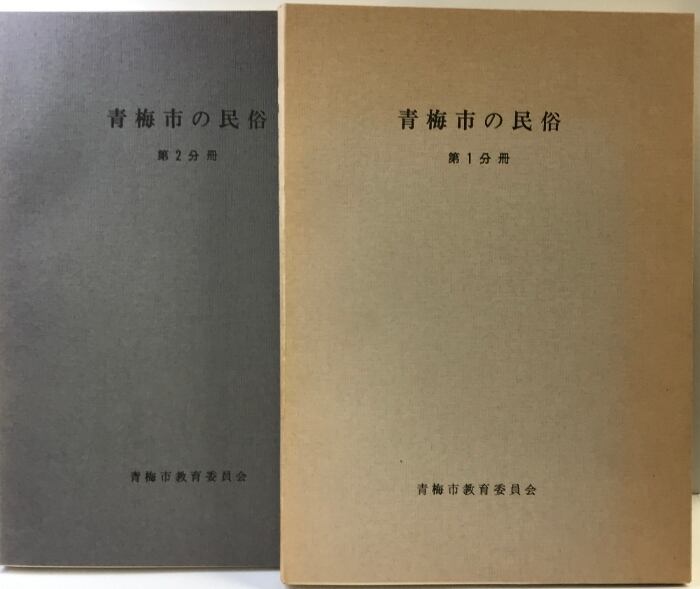 青梅市の民俗
第2分冊
青梅市教育委員会
青梅市の民俗
第1分冊
青梅市教育委員会